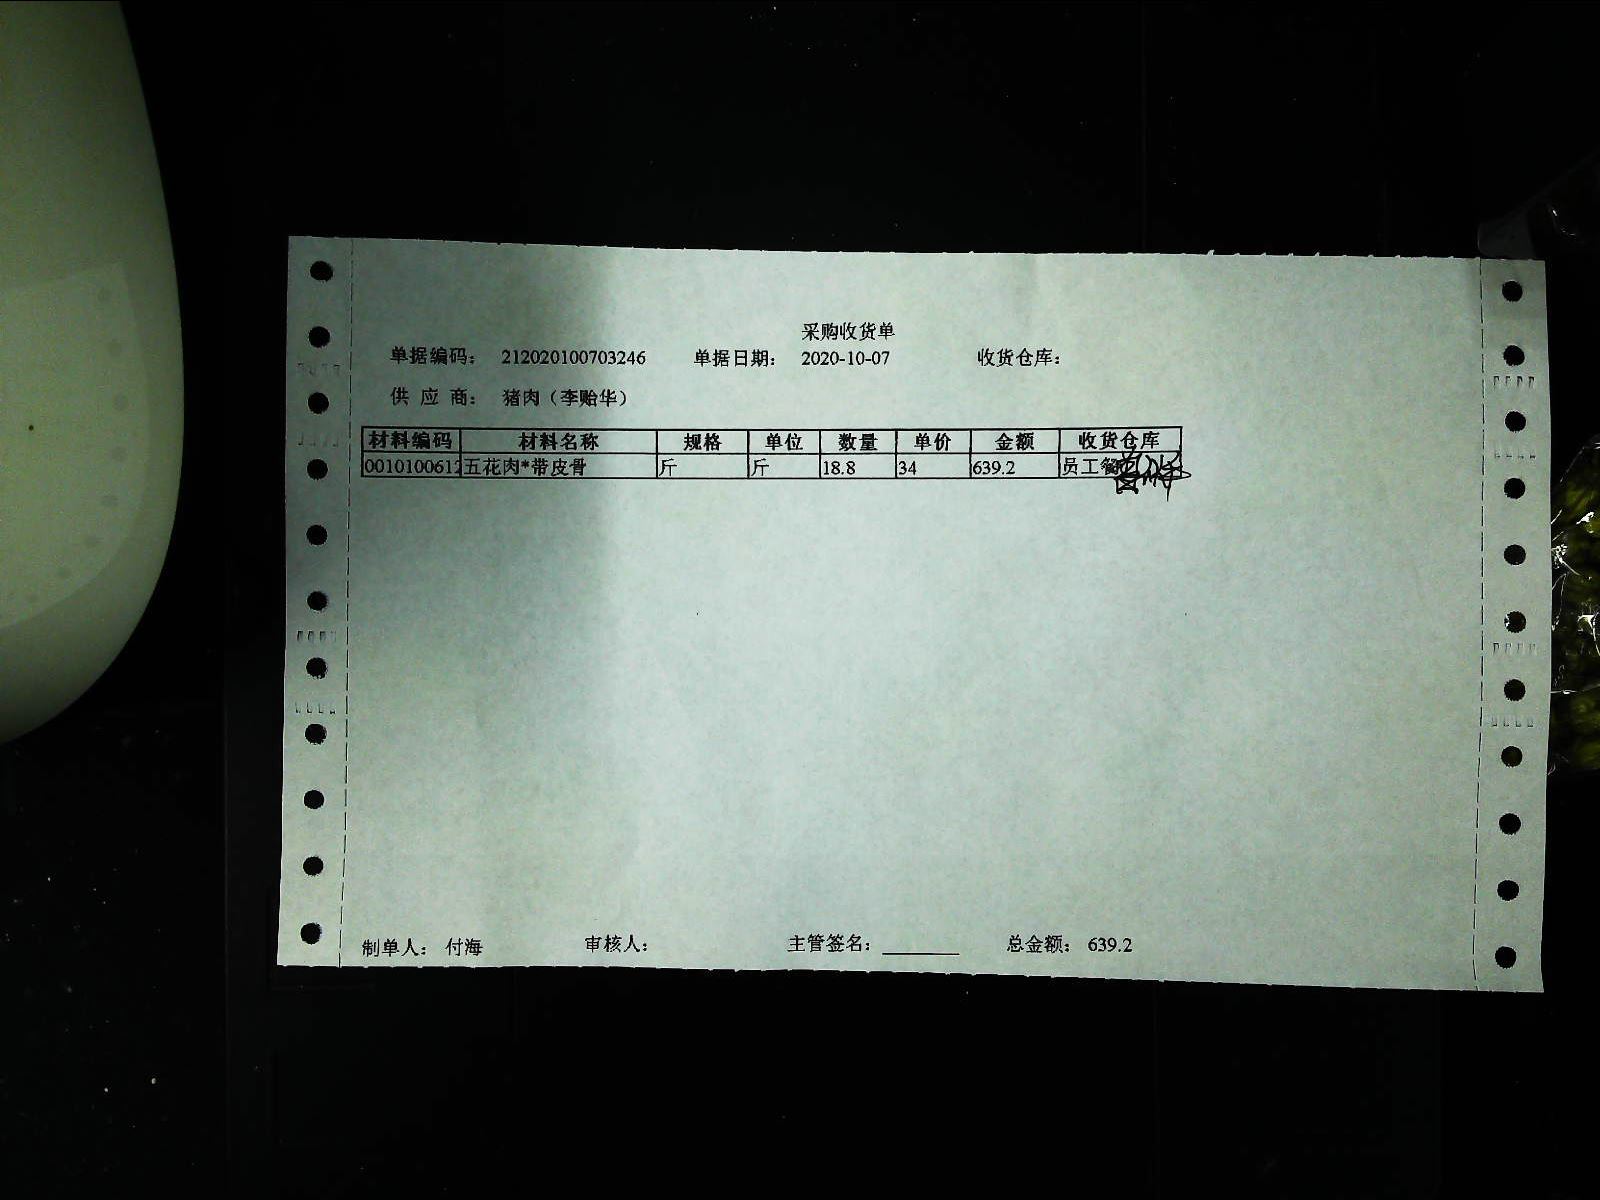 采购收货单
单据编码： 212020100703246 单据日期： 2020-10-07 收货仓库：
供 应 商： 猪肉（李贻华）
材料编码 材料名称 规格 单位 数量 单价 金额 收货仓库
0010100612 五花肉*带皮骨 斤 斤 18.8 34 639.2 员工餐
制单人： 付海 审核人： 主管签名： 总金额： 639.2